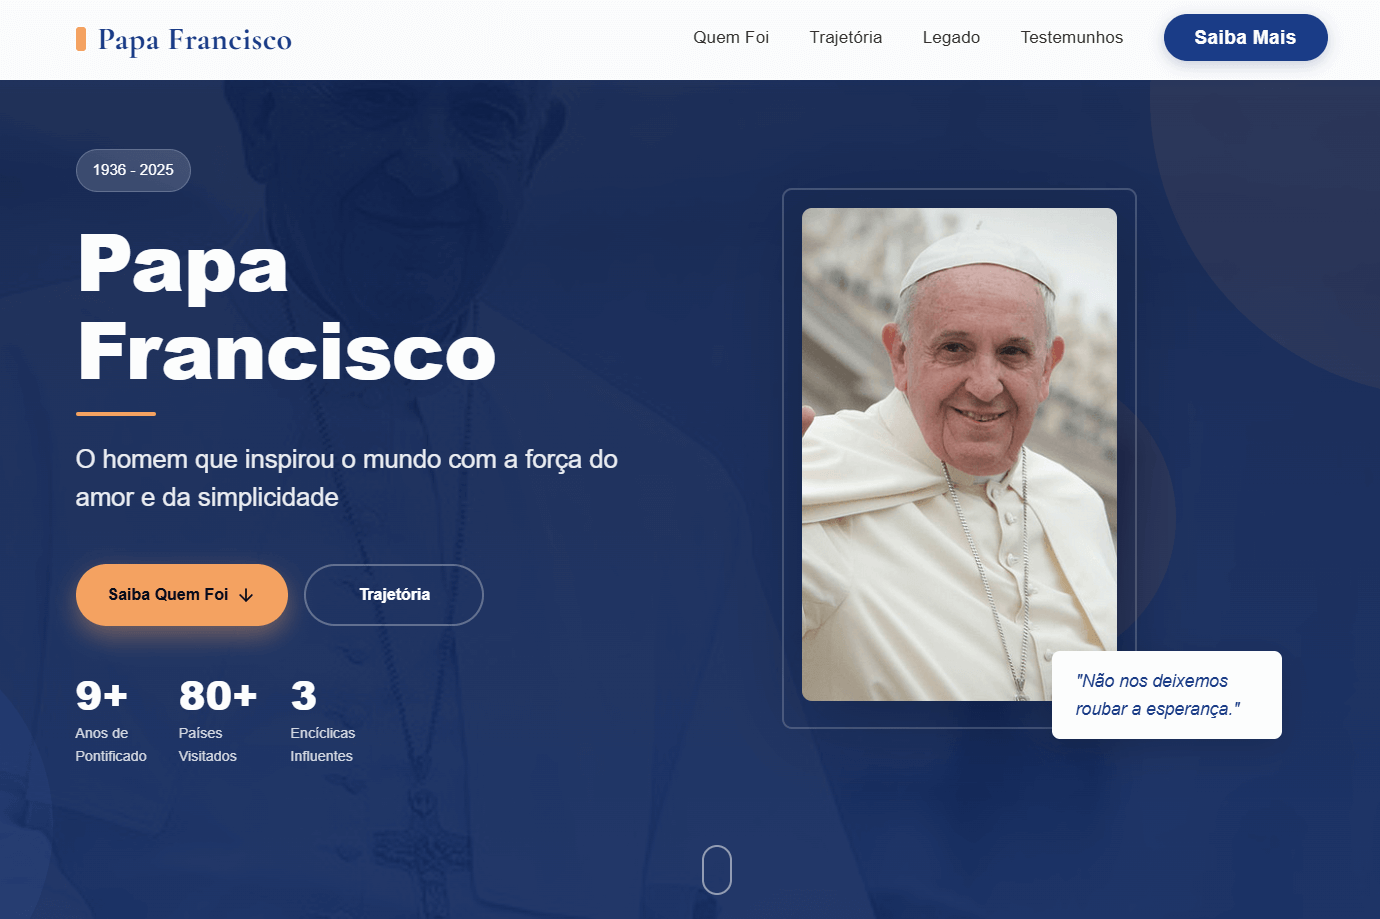 Papa Francisco
Quem Foi
Trajetória
Legado
Testemunhos
Saiba Mais
1936 - 2025
Papa
Francisco
O homem que inspirou o mundo com a força do
amor e da simplicidade
Saiba Quem Foi
Trajetória
9+
Anos de
Pontificado
80+
Países
Visitados
3
Encíclicas
Influentes
"Não nos deixemos
roubar a esperança."